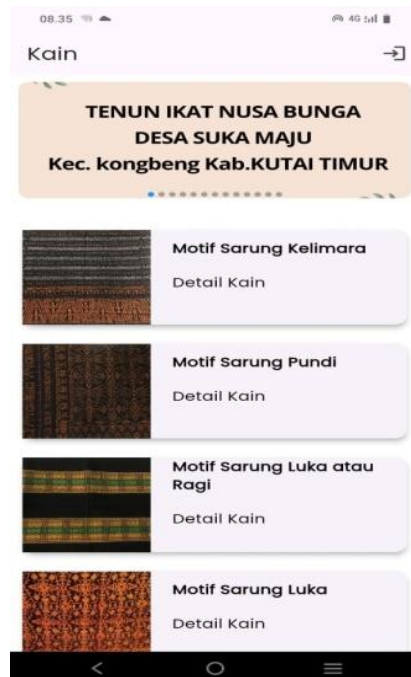 08.35
4G
Kain
TENUN IKAT NUSA BUNGA
DESA SUKA MAJU
Kec. kongbeng Kab.KUTAI TIMUR
Motif Sarung Kelimara
Detail Kain
Motif Sarung Pundi
Detail Kain
Motif Sarung Luka atau
Ragi
Detail Kain
Motif Sarung Luka
Detail Kain